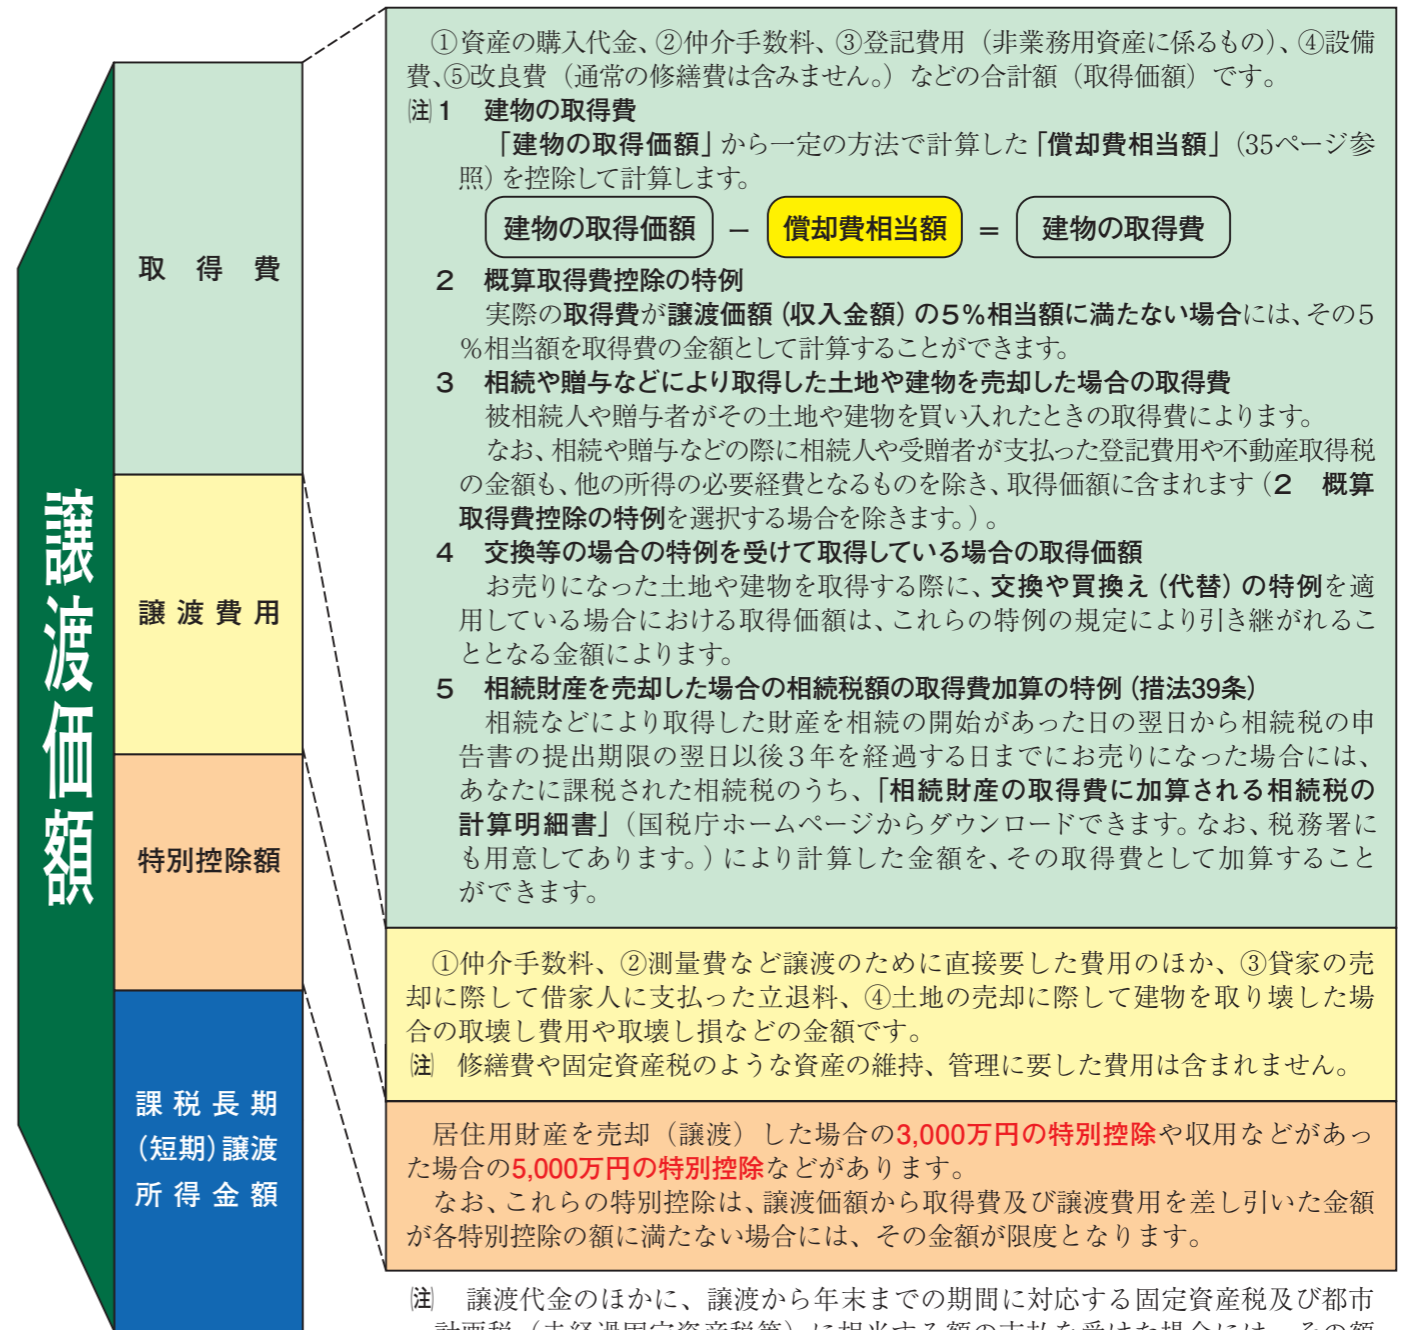 譲渡価額
取得費
譲渡費用
特別控除額
課税長期
(短期)譲渡
所得金額
①資産の購入代金、②仲介手数料、③登記費用（非業務用資産に係るもの）、④設備
費、⑤改良費（通常の修繕費は含みません。）などの合計額（取得価額）です。
㊟1 建物の取得費
「建物の取得価額」から一定の方法で計算した「償却費相当額」（35ページ参
照）を控除して計算します。
建物の取得価額 − 償却費相当額 = 建物の取得費
2 概算取得費控除の特例
実際の取得費が譲渡価額（収入金額）の5％相当額に満たない場合には、その5
％相当額を取得費の金額として計算することができます。
3 相続や贈与などにより取得した土地や建物を売却した場合の取得費
被相続人や贈与者がその土地や建物を買い入れたときの取得費によります。
なお、相続や贈与などの際に相続人や受贈者が支払った登記費用や不動産取得税
の金額も、他の所得の必要経費となるものを除き、取得価額に含まれます（2 概算
取得費控除の特例を選択する場合を除きます。）。
4 交換等の場合の特例を受けて取得している場合の取得価額
お売りになった土地や建物を取得する際に、交換や買換え（代替）の特例を適
用している場合における取得価額は、これらの特例の規定により引き継がれるこ
ととなる金額によります。
5 相続財産を売却した場合の相続税額の取得費加算の特例（措法39条）
相続などにより取得した財産を相続の開始があった日の翌日から相続税の申
告書の提出期限の翌日以後３年を経過する日までにお売りになった場合には、
あなたに課税された相続税のうち、「相続財産の取得費に加算される相続税の
計算明細書」（国税庁ホームページからダウンロードできます。なお、税務署に
も用意してあります。）により計算した金額を、その取得費として加算すること
ができます。
①仲介手数料、②測量費など譲渡のために直接要した費用のほか、③貸家の売
却に際して借家人に支払った立退料、④土地の売却に際して建物を取り壊した場
合の取壊し費用や取壊し損などの金額です。
㊟ 修繕費や固定資産税のような資産の維持、管理に要した費用は含まれません。
居住用財産を売却（譲渡）した場合の3,000万円の特別控除や収用などがあっ
た場合の5,000万円の特別控除などがあります。
なお、これらの特別控除は、譲渡価額から取得費及び譲渡費用を差し引いた金額
が各特別控除の額に満たない場合には、その金額が限度となります。
㊟ 譲渡代金のほかに、譲渡から年末までの期間に対応する固定資産税及び都市
計画税（未経過固定資産税等）に相当する額の支払を受けた場合には、その額